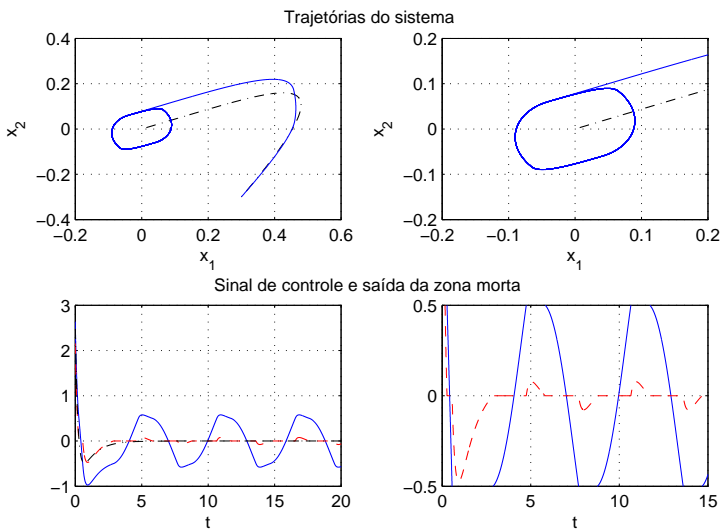 Trajetórias do sistema
0.4
0.2
0
−0.2
−0.4
x2
−0.2 0 0.2 0.4 0.6
x1
0.2
0.1
0
−0.1
−0.2
x2
−0.2 −0.1 0 0.1 0.2
x1
Sinal de controle e saída da zona morta
3
2
1
0
−1
0 5 10 15 20
t
0.5
0
−0.5
0 5 10 15
t